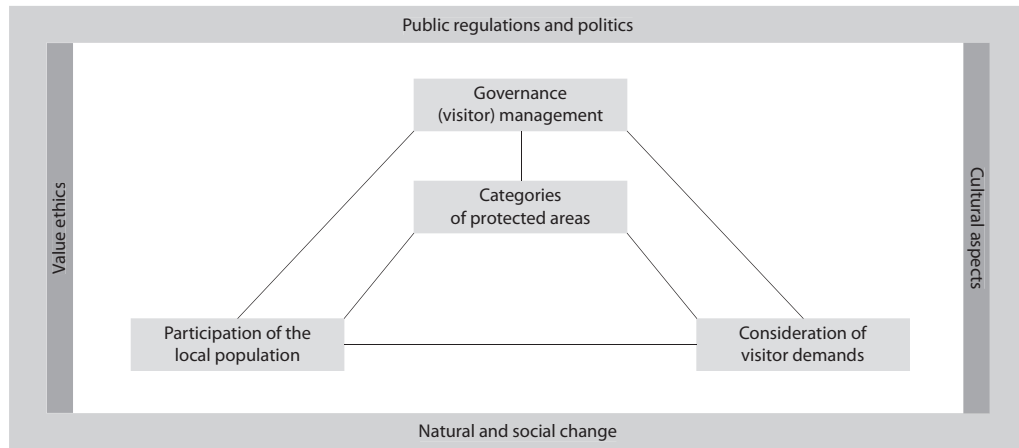 Public regulations and politics
Governance
(visitor) management
Value ethics
Cultural aspects
Categories
of protected areas
Participation of the
local population
Consideration of
visitor demands
Natural and social change